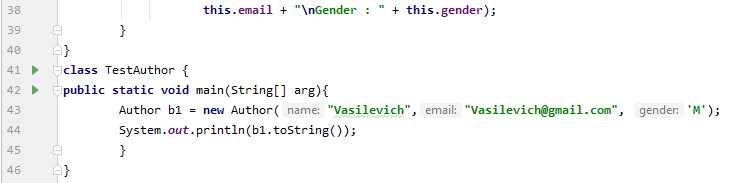 38 this.email + "\nGender : " + this.gender);
39 }
40 }
41 class TestAuthor {
42 public static void main(String[] arg){
43 Author b1 = new Author( name: "Vasilevich", email: "Vasilevich@gmail.com", gender: 'M');
44 System.out.println(b1.toString());
45 }
46 }